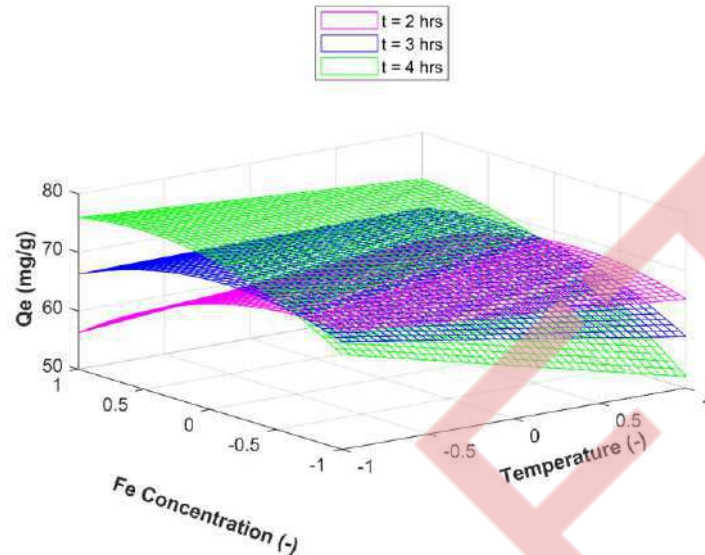 t = 2 hrs
t = 3 hrs
t = 4 hrs
80
70
60
50
Qe (mg/g)
1
0.5
0
-0.5
-1
Fe Concentration (-)
-1
-0.5
0
0.5
Temperature (-)